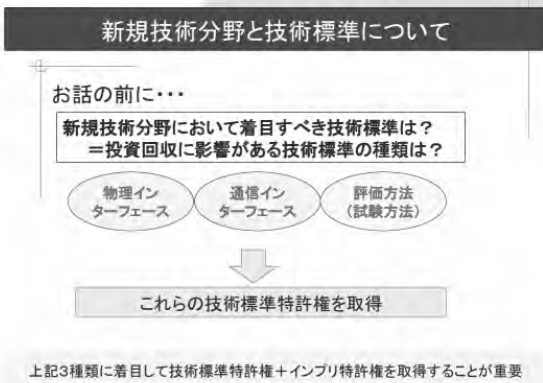 新規技術分野と技術標準について
お話の前に・・・
新規技術分野において着目すべき技術標準は？
＝投資回収に影響がある技術標準の種類は？
物理イン
ターフェース
通信イン
ターフェース
評価方法
（試験方法）
これらの技術標準特許権を取得
上記3種類に着目して技術標準特許権＋インプリ特許権を取得することが重要